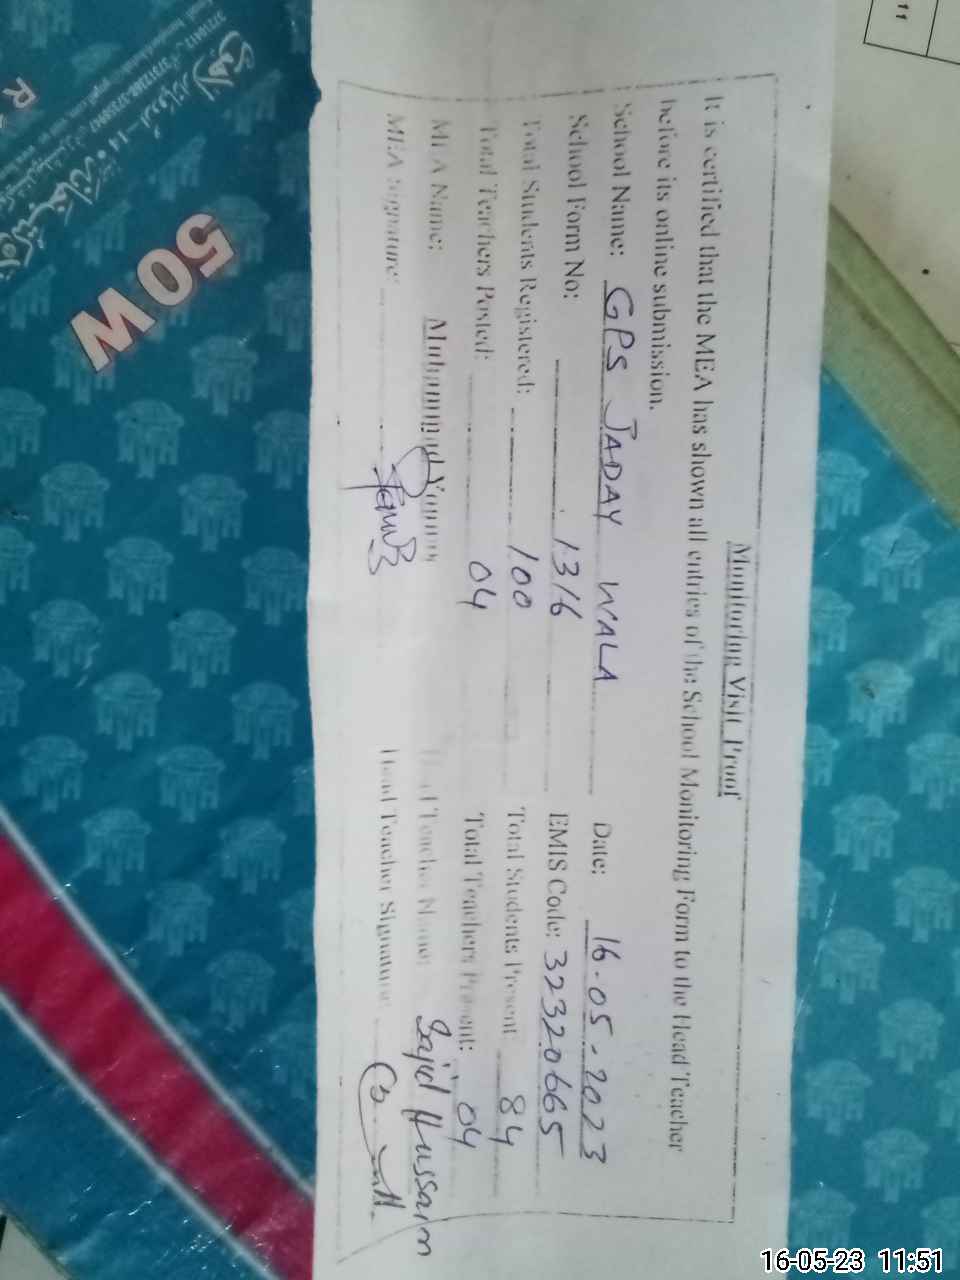 Monitoring Visit Proof
It is certified that the MEA has shown all entries of the School Monitoring Form to the Head Teacher
before its online submission.
School Name: GPS JADAY WALA Date: 16-05-2023
School Form No: 1316 EMIS Code: 32320665
Total Students Registered: 100 Total Students Present: 84
Total Teachers Posted: 04 Total Teachers Present: 04
MEA Name: Muhammad Younus Head Teacher Name: Sajid Hussain
MEA Signature: Head Teacher Signature:
50W
R
11
16-05-23 11:51